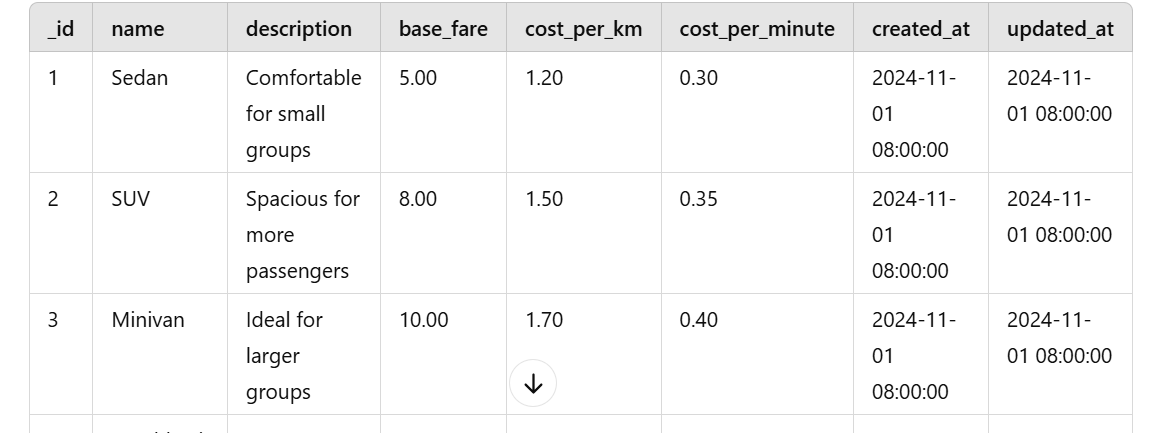 _id name description base_fare cost_per_km cost_per_minute created_at updated_at
1 Sedan Comfortable 5.00 1.20 0.30 2024-11- 2024-11-
for small 01 01 08:00:00
groups 08:00:00
2 SUV Spacious for 8.00 1.50 0.35 2024-11- 2024-11-
more 01 01 08:00:00
passengers 08:00:00
3 Minivan Ideal for 10.00 1.70 0.40 2024-11- 2024-11-
larger 01 01 08:00:00
groups 08:00:00